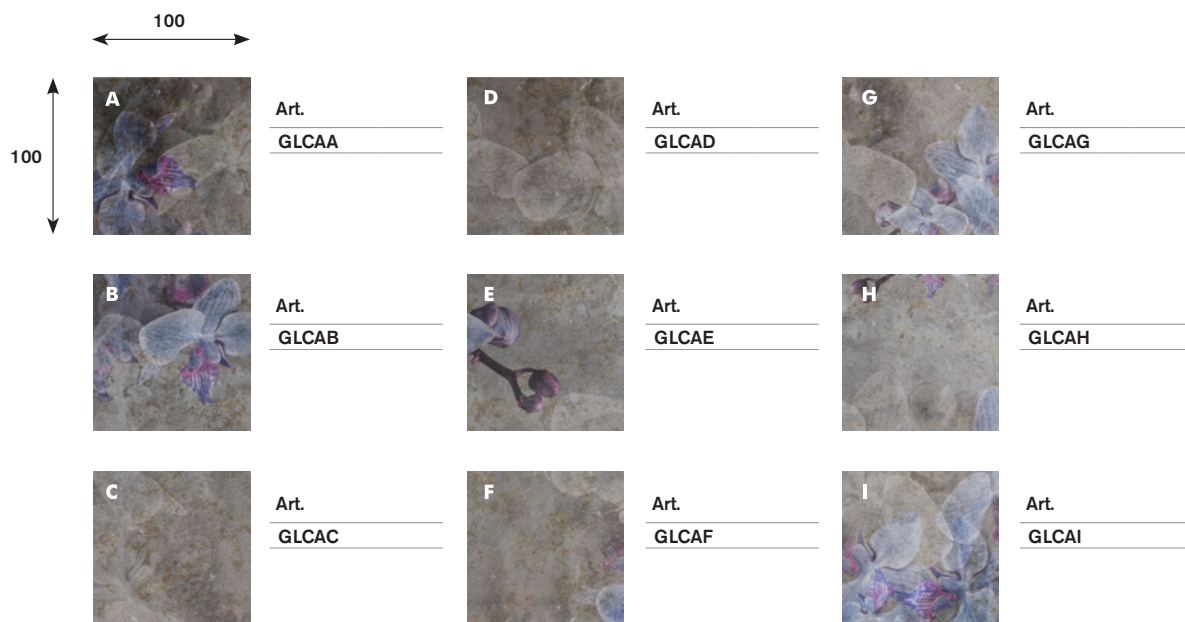 100
100
A
Art.
GLCAA
D
Art.
GLCAD
G
Art.
GLCAG
B
Art.
GLCAB
E
Art.
GLCAE
H
Art.
GLCAH
C
Art.
GLCAC
F
Art.
GLCAF
I
Art.
GLCAI